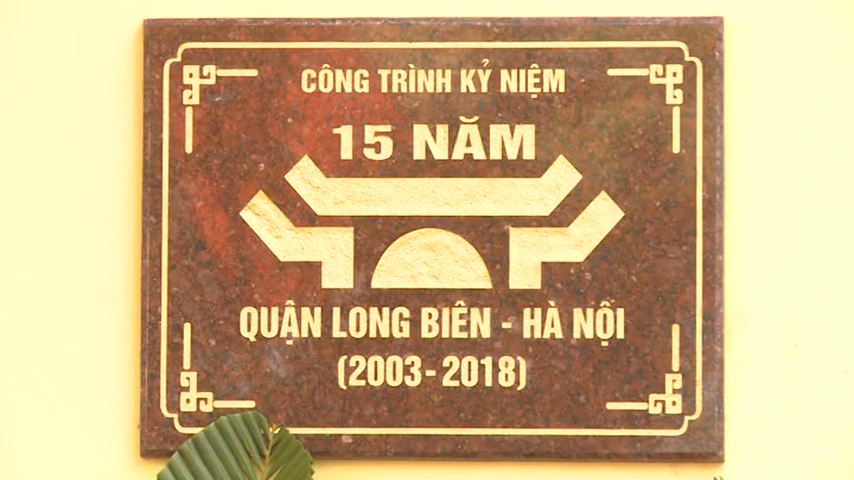 CÔNG TRÌNH KỶ NIỆM
15 NĂM
QUẬN LONG BIÊN - HÀ NỘI
(2003-2018)